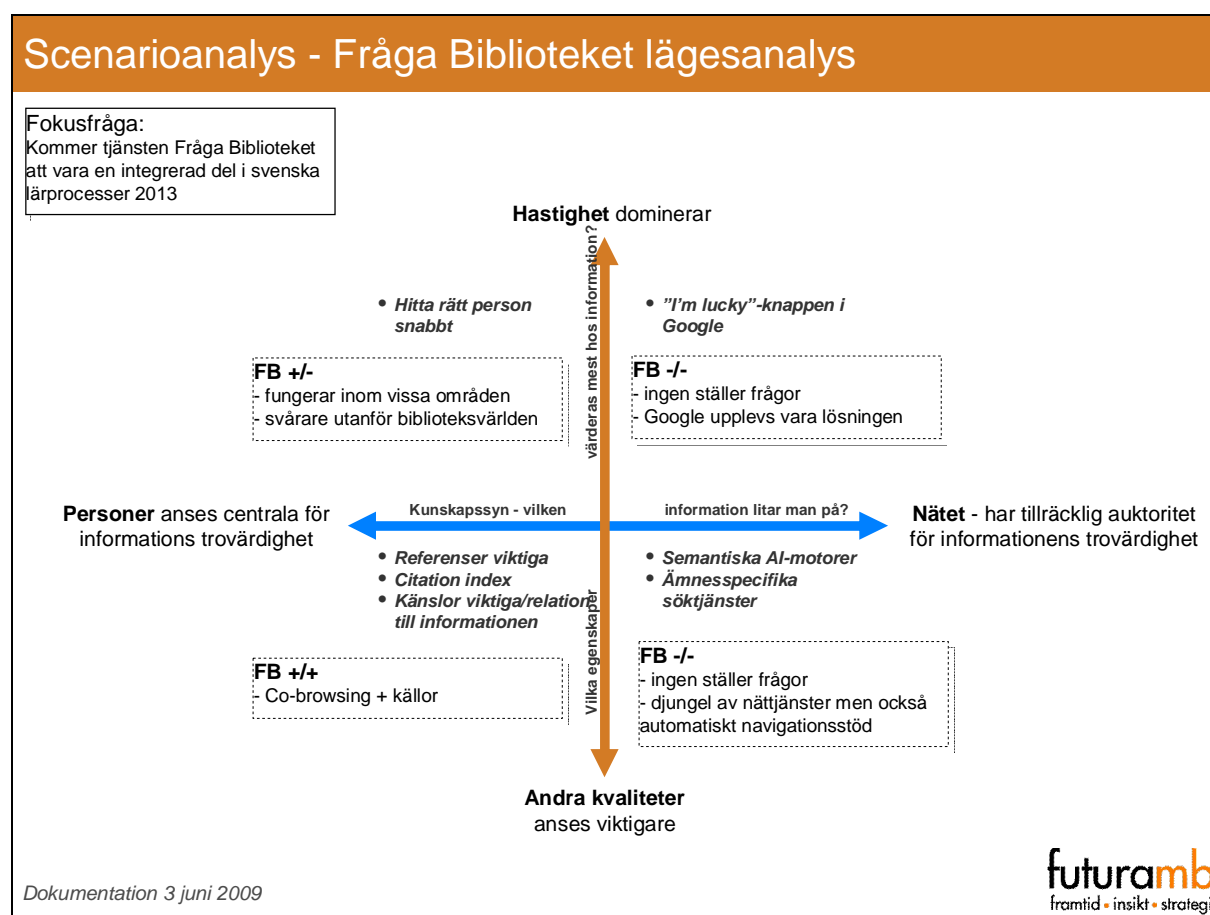 Scenarioanalys - Fråga Biblioteket lägesanalys
Fokusfråga:
Kommer tjänsten Fråga Biblioteket
att vara en integrerad del i svenska
lärprocesser 2013
Hastighet dominerar
• Hitta rätt person
snabbt
• ”I’m lucky”-knappen i
Google
FB +/-
- fungerar inom vissa områden
- svårare utanför biblioteksvärlden
FB -/-
- ingen ställer frågor
- Google upplevs vara lösningen
Vilka egenskaper värderas mest hos information?
Personer anses centrala för
informations trovärdighet
Kunskapssyn - vilken information litar man på?
Nätet - har tillräcklig auktoritet
för informationens trovärdighet
• Referenser viktiga
• Citation index
• Känslor viktiga/relation
till informationen
• Semantiska AI-motorer
• Ämnesspecifika
söktjänster
FB +/+
- Co-browsing + källor
FB -/-
- ingen ställer frågor
- djungel av nättjänster men också
automatiskt navigationsstöd
Andra kvaliteter
anses viktigare
Dokumentation 3 juni 2009
futuramb
framtid • insikt • strategi